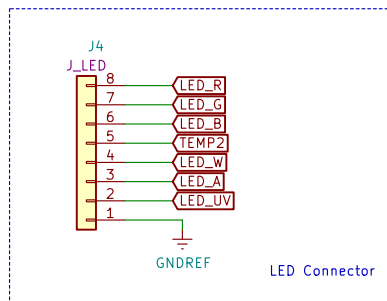 J4
J_LED
8 LED_R
7 LED_G
6 LED_B
5 TEMP2
4 LED_W
3 LED_A
2 LED_UV
1
GNDREF
LED Connector